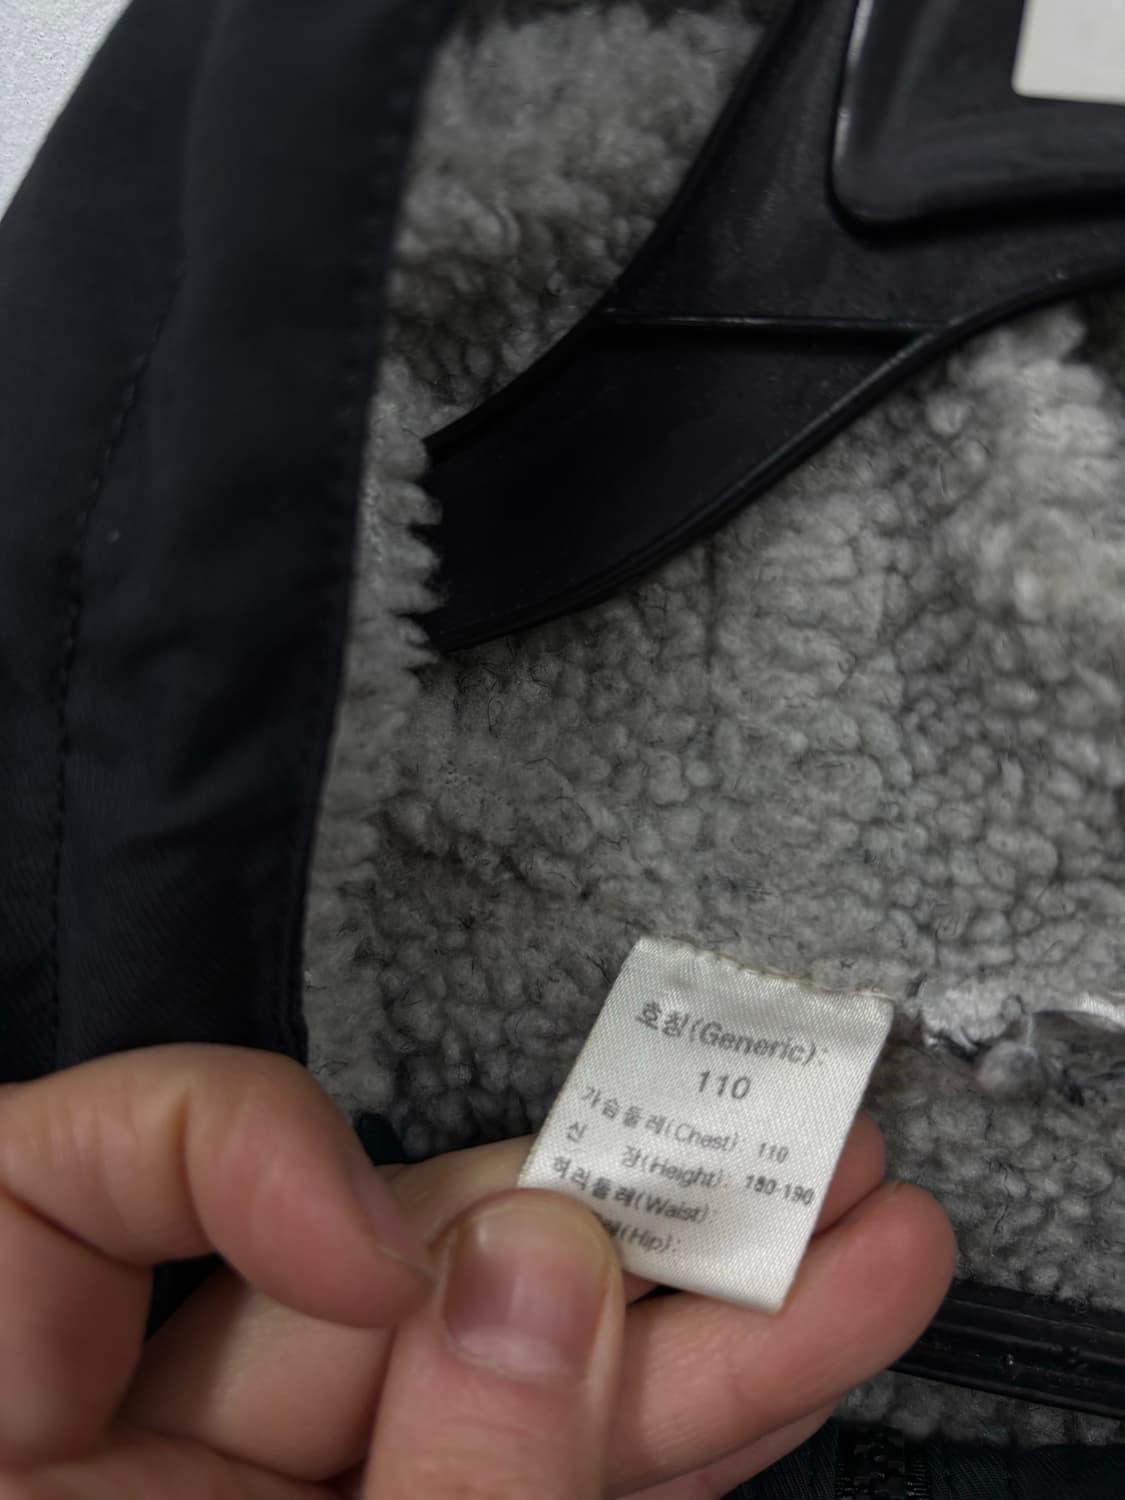 호칭(Generic):
110
가슴둘레(Chest): 110
신 장(Height): 180-190
허리둘레(Waist):
레(Hip):